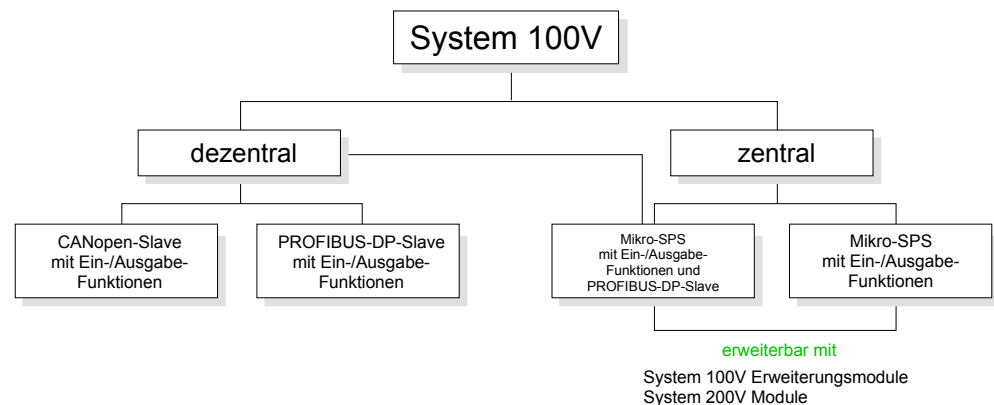 System 100V
dezentral
zentral
CANopen-Slave
mit Ein-/Ausgabe-
Funktionen
PROFIBUS-DP-Slave
mit Ein-/Ausgabe-
Funktionen
Mikro-SPS
mit Ein-/Ausgabe-
Funktionen und
PROFIBUS-DP-Slave
Mikro-SPS
mit Ein-/Ausgabe-
Funktionen
erweiterbar mit
System 100V Erweiterungsmodule
System 200V Module